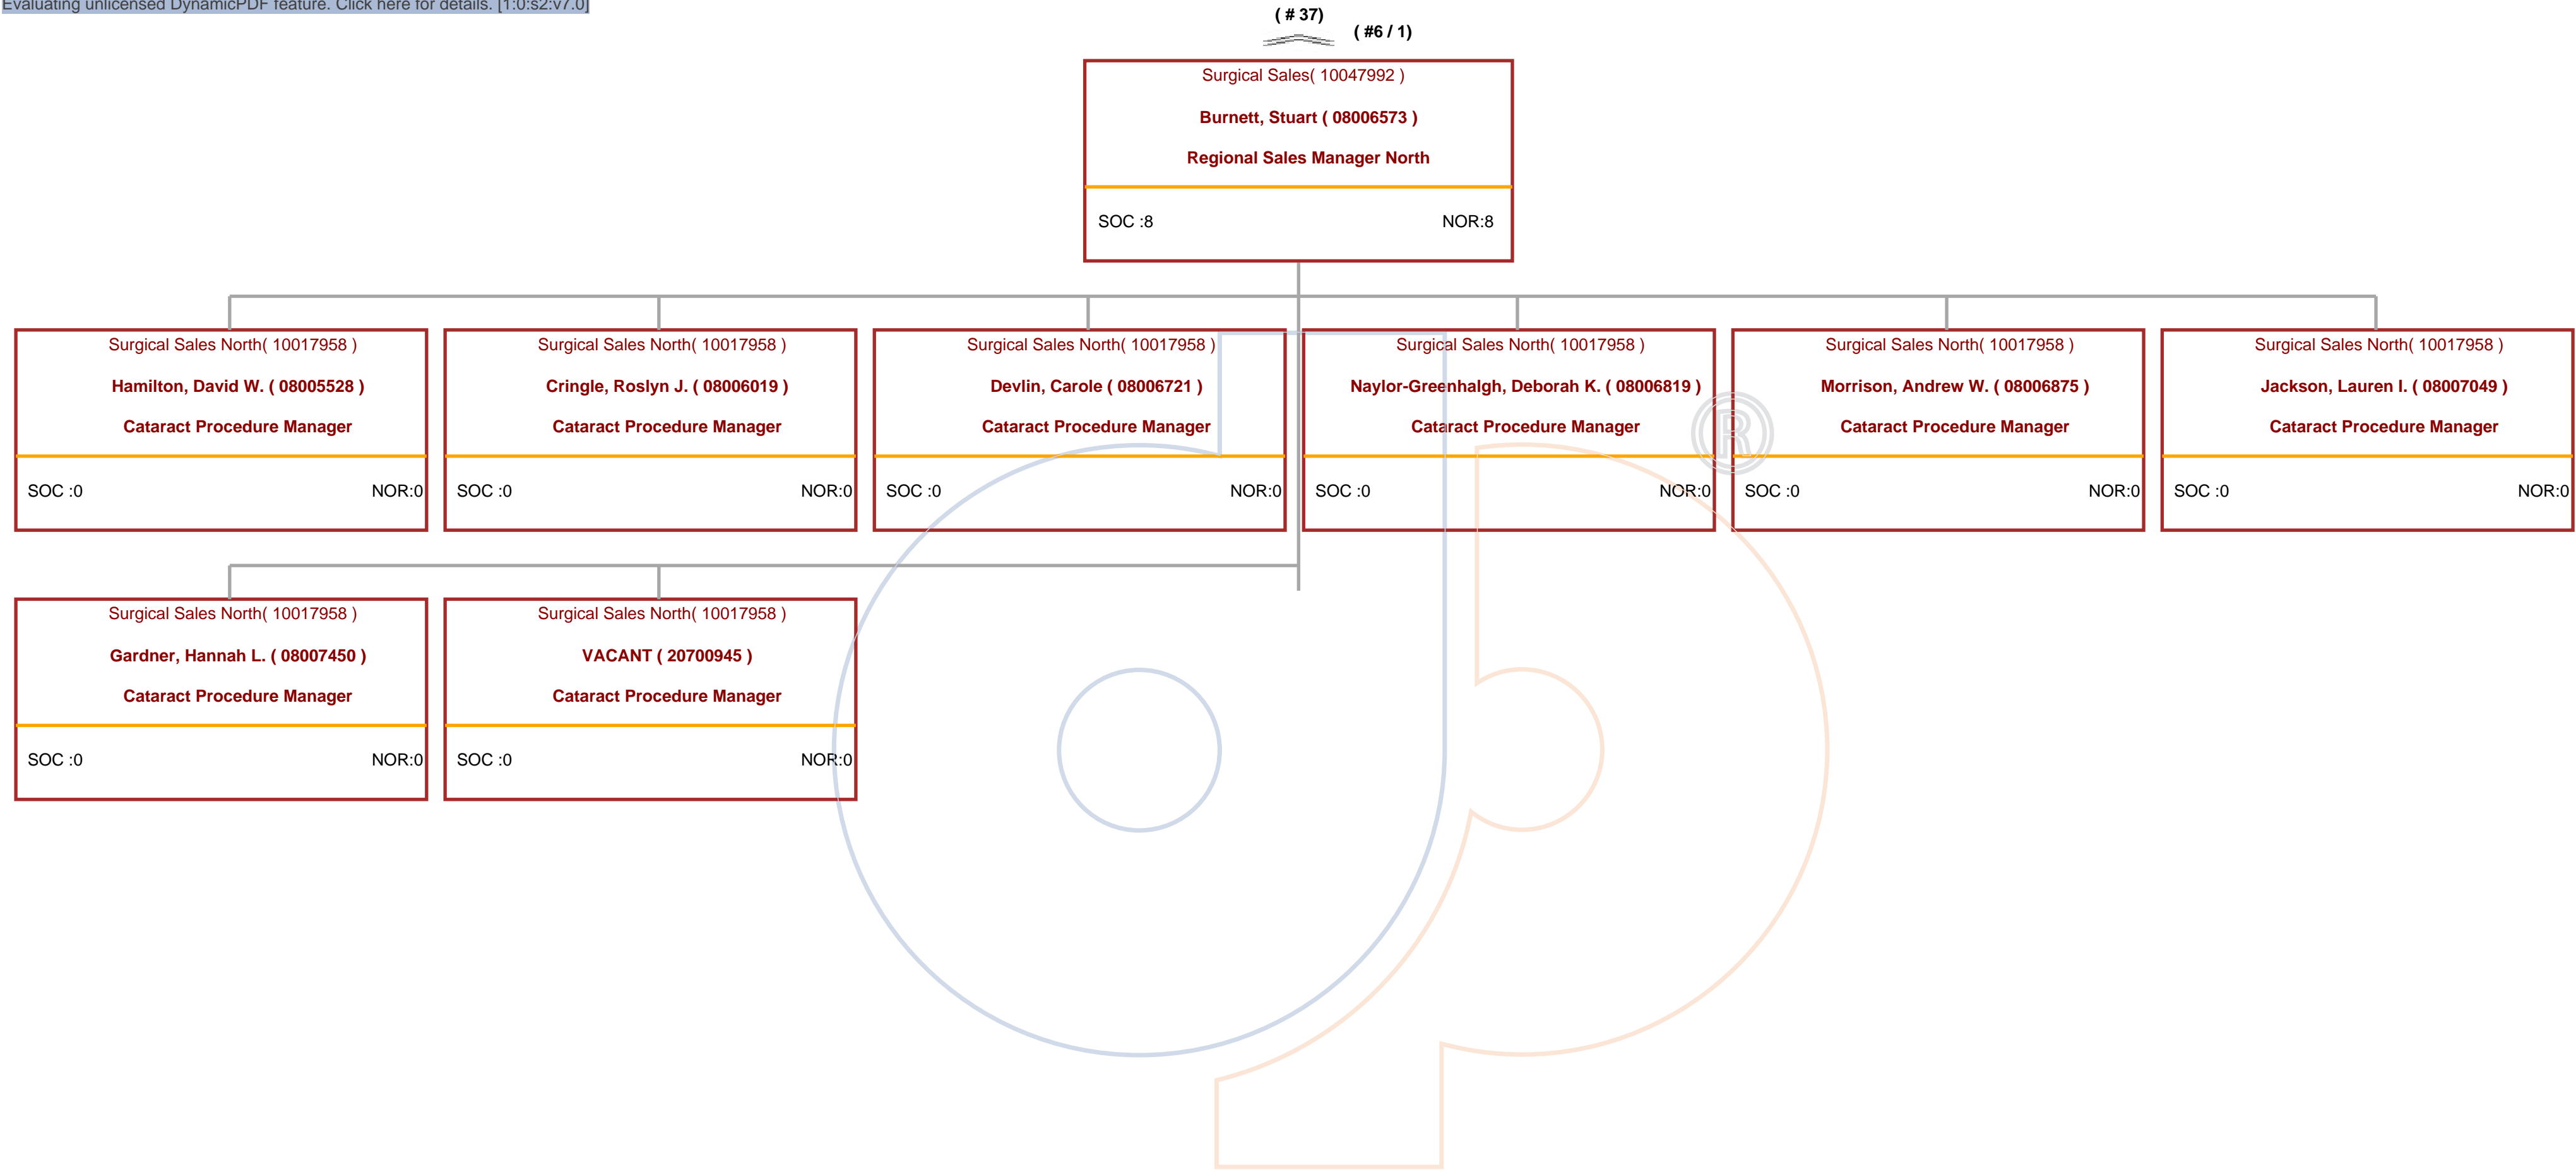 Evaluating unlicensed DynamicPDF feature. Click here for details. [1:0:s2:v7.0]
( # 37)
( #6 / 1)
Surgical Sales( 10047992 )
Burnett, Stuart ( 08006573 )
Regional Sales Manager North
SOC :8 NOR:8
Surgical Sales North( 10017958 )
Hamilton, David W. ( 08005528 )
Cataract Procedure Manager
SOC :0 NOR:0
Surgical Sales North( 10017958 )
Cringle, Roslyn J. ( 08006019 )
Cataract Procedure Manager
SOC :0 NOR:0
Surgical Sales North( 10017958 )
Devlin, Carole ( 08006721 )
Cataract Procedure Manager
SOC :0 NOR:0
Surgical Sales North( 10017958 )
Naylor-Greenhalgh, Deborah K. ( 08006819 )
Cataract Procedure Manager
SOC :0 NOR:0
Surgical Sales North( 10017958 )
Morrison, Andrew W. ( 08006875 )
Cataract Procedure Manager
SOC :0 NOR:0
Surgical Sales North( 10017958 )
Jackson, Lauren I. ( 08007049 )
Cataract Procedure Manager
SOC :0 NOR:0
Surgical Sales North( 10017958 )
Gardner, Hannah L. ( 08007450 )
Cataract Procedure Manager
SOC :0 NOR:0
Surgical Sales North( 10017958 )
VACANT ( 20700945 )
Cataract Procedure Manager
SOC :0 NOR:0
®